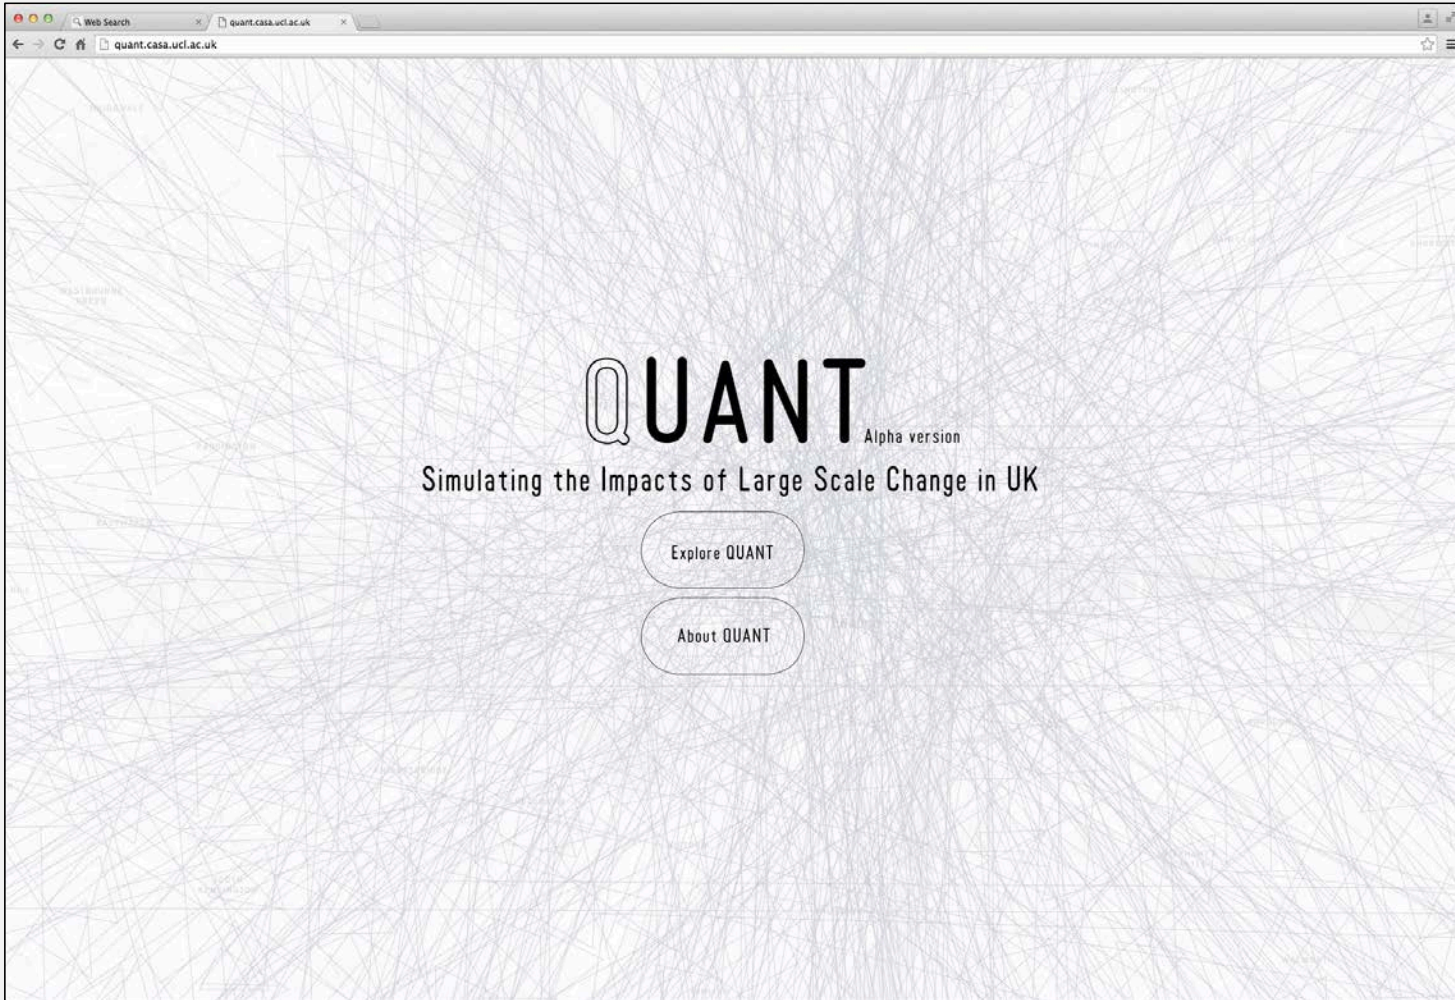 Web Search
quant.casa.ucl.ac.uk
quant.casa.ucl.ac.uk
QUANT
Alpha version
Simulating the Impacts of Large Scale Change in UK
Explore QUANT
About QUANT